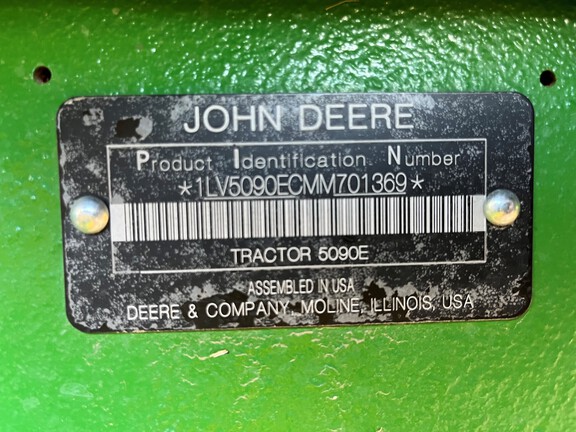 JOHN DEERE
Product Identification Number
*1LV5090ECMM701369*
TRACTOR 5090E
ASSEMBLED IN USA
DEERE & COMPANY, MOLINE, ILLINOIS, USA